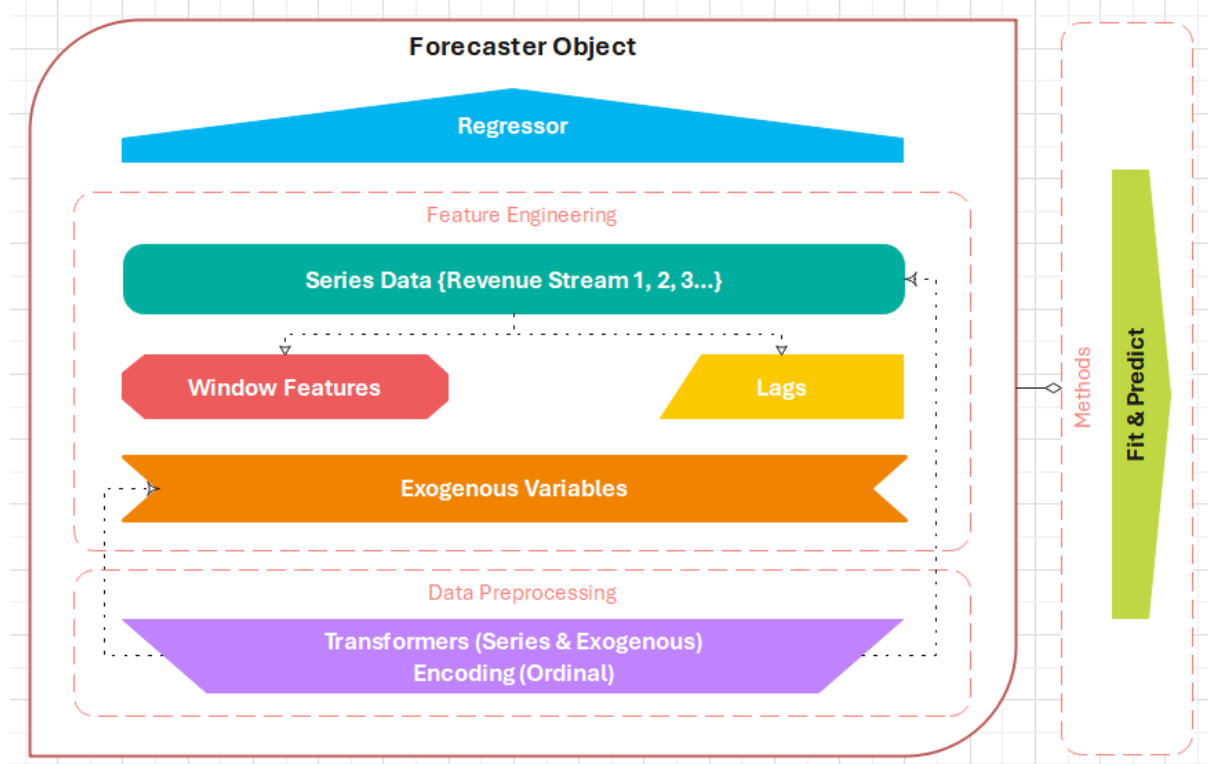 Forecaster Object
Regressor
Feature Engineering
Series Data {Revenue Stream 1, 2, 3...}
Window Features
Lags
Exogenous Variables
Data Preprocessing
Transformers (Series & Exogenous)
Encoding (Ordinal)
Methods
Fit & Predict